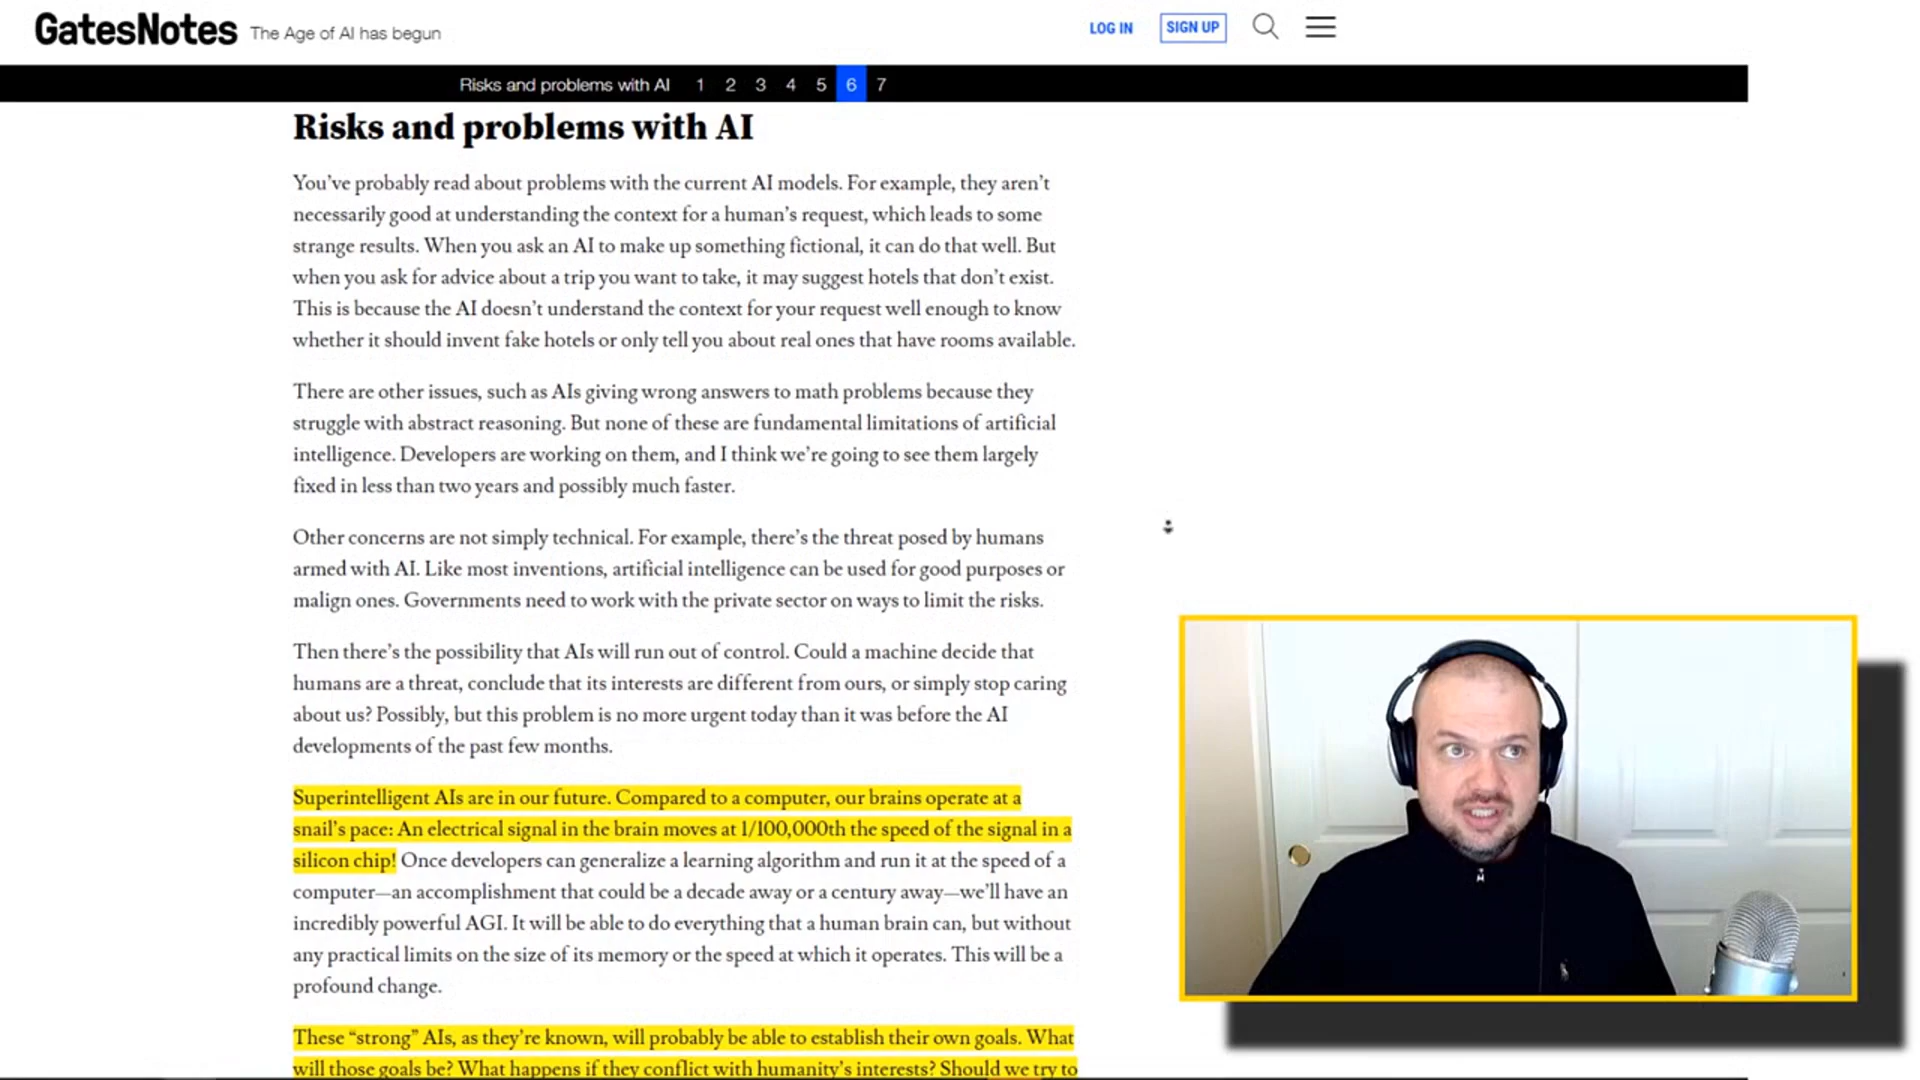 GatesNotes The Age of AI has begun LOG IN SIGN UP
Risks and problems with AI 1 2 3 4 5 6 7
Risks and problems with AI
You’ve probably read about problems with the current AI models. For example, they aren’t
necessarily good at understanding the context for a human’s request, which leads to some
strange results. When you ask an AI to make up something fictional, it can do that well. But
when you ask for advice about a trip you want to take, it may suggest hotels that don’t exist.
This is because the AI doesn’t understand the context for your request well enough to know
whether it should invent fake hotels or only tell you about real ones that have rooms available.
There are other issues, such as AIs giving wrong answers to math problems because they
struggle with abstract reasoning. But none of these are fundamental limitations of artificial
intelligence. Developers are working on them, and I think we’re going to see them largely
fixed in less than two years and possibly much faster.
Other concerns are not simply technical. For example, there’s the threat posed by humans
armed with AI. Like most inventions, artificial intelligence can be used for good purposes or
malign ones. Governments need to work with the private sector on ways to limit the risks.
Then there’s the possibility that AIs will run out of control. Could a machine decide that
humans are a threat, conclude that its interests are different from ours, or simply stop caring
about us? Possibly, but this problem is no more urgent today than it was before the AI
developments of the past few months.
Superintelligent AIs are in our future. Compared to a computer, our brains operate at a
snail’s pace: An electrical signal in the brain moves at 1/100,000th the speed of the signal in a
silicon chip! Once developers can generalize a learning algorithm and run it at the speed of a
computer—an accomplishment that could be a decade away or a century away—we’ll have an
incredibly powerful AGI. It will be able to do everything that a human brain can, but without
any practical limits on the size of its memory or the speed at which it operates. This will be a
profound change.
These “strong” AIs, as they’re known, will probably be able to establish their own goals. What
will those goals be? What happens if they conflict with humanity’s interests? Should we try to